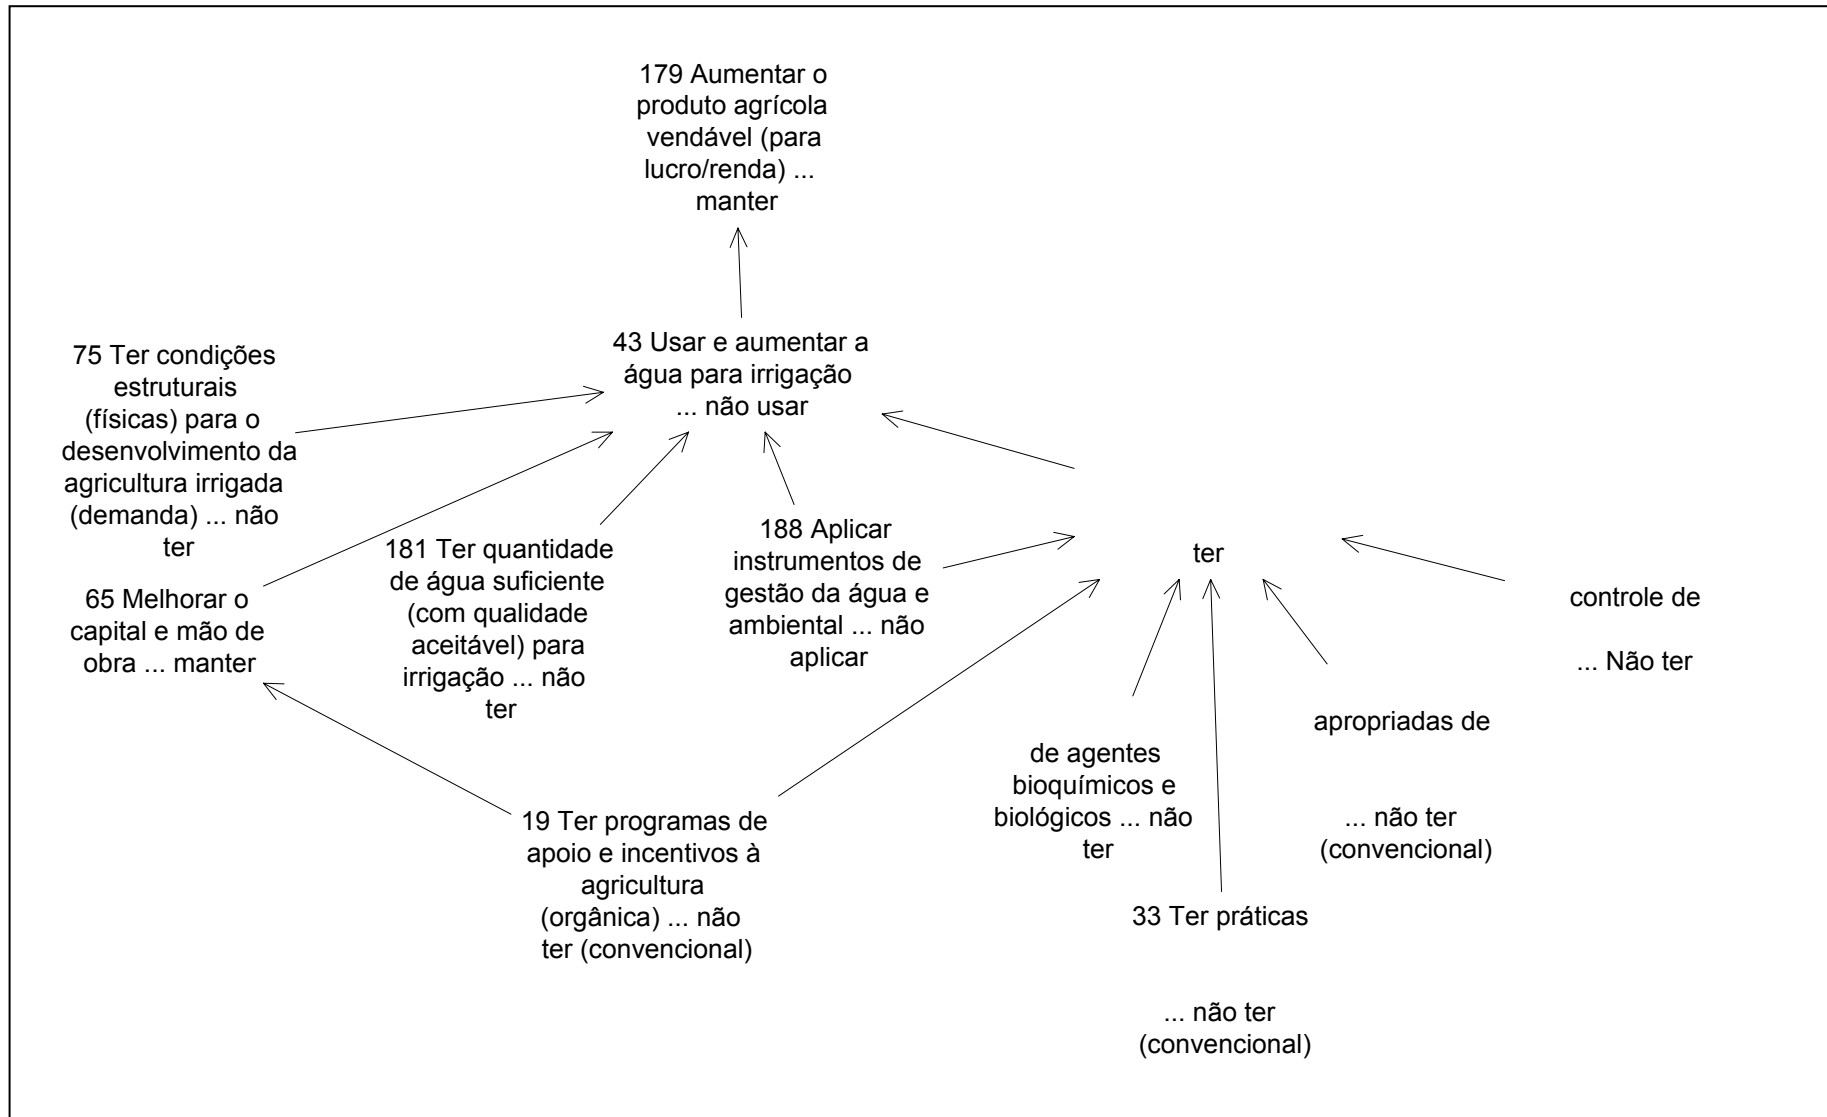 179 Aumentar o
produto agrícola
vendável (para
lucro/renda) ...
manter
43 Usar e aumentar a
água para irrigação
... não usar
75 Ter condições
estruturais
(físicas) para o
desenvolvimento da
agricultura irrigada
(demanda) ... não
ter
65 Melhorar o
capital e mão de
obra ... manter
181 Ter quantidade
de água suficiente
(com qualidade
aceitável) para
irrigação ... não
ter
188 Aplicar
instrumentos de
gestão da água e
ambiental ... não
aplicar
ter
controle de
... Não ter
apropriadas de
... não ter
(convencional)
de agentes
bioquímicos e
biológicos ... não
ter
19 Ter programas de
apoio e incentivos à
agricultura
(orgânica) ... não
ter (convencional)
33 Ter práticas
... não ter
(convencional)